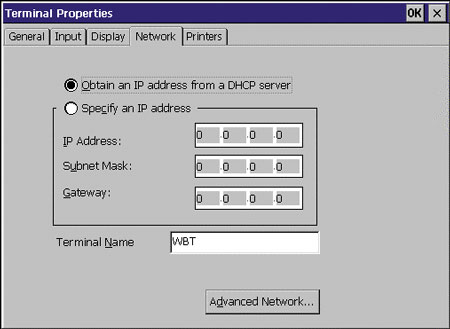 Terminal Properties OK ×
General Input Display Network Printers
Obtain an IP address from a DHCP server
Specify an IP address
IP Address: 0 .0 .0 .0
Subnet Mask: 0 .0 .0 .0
Gateway: 0 .0 .0 .0
Terminal Name WBT
Advanced Network...